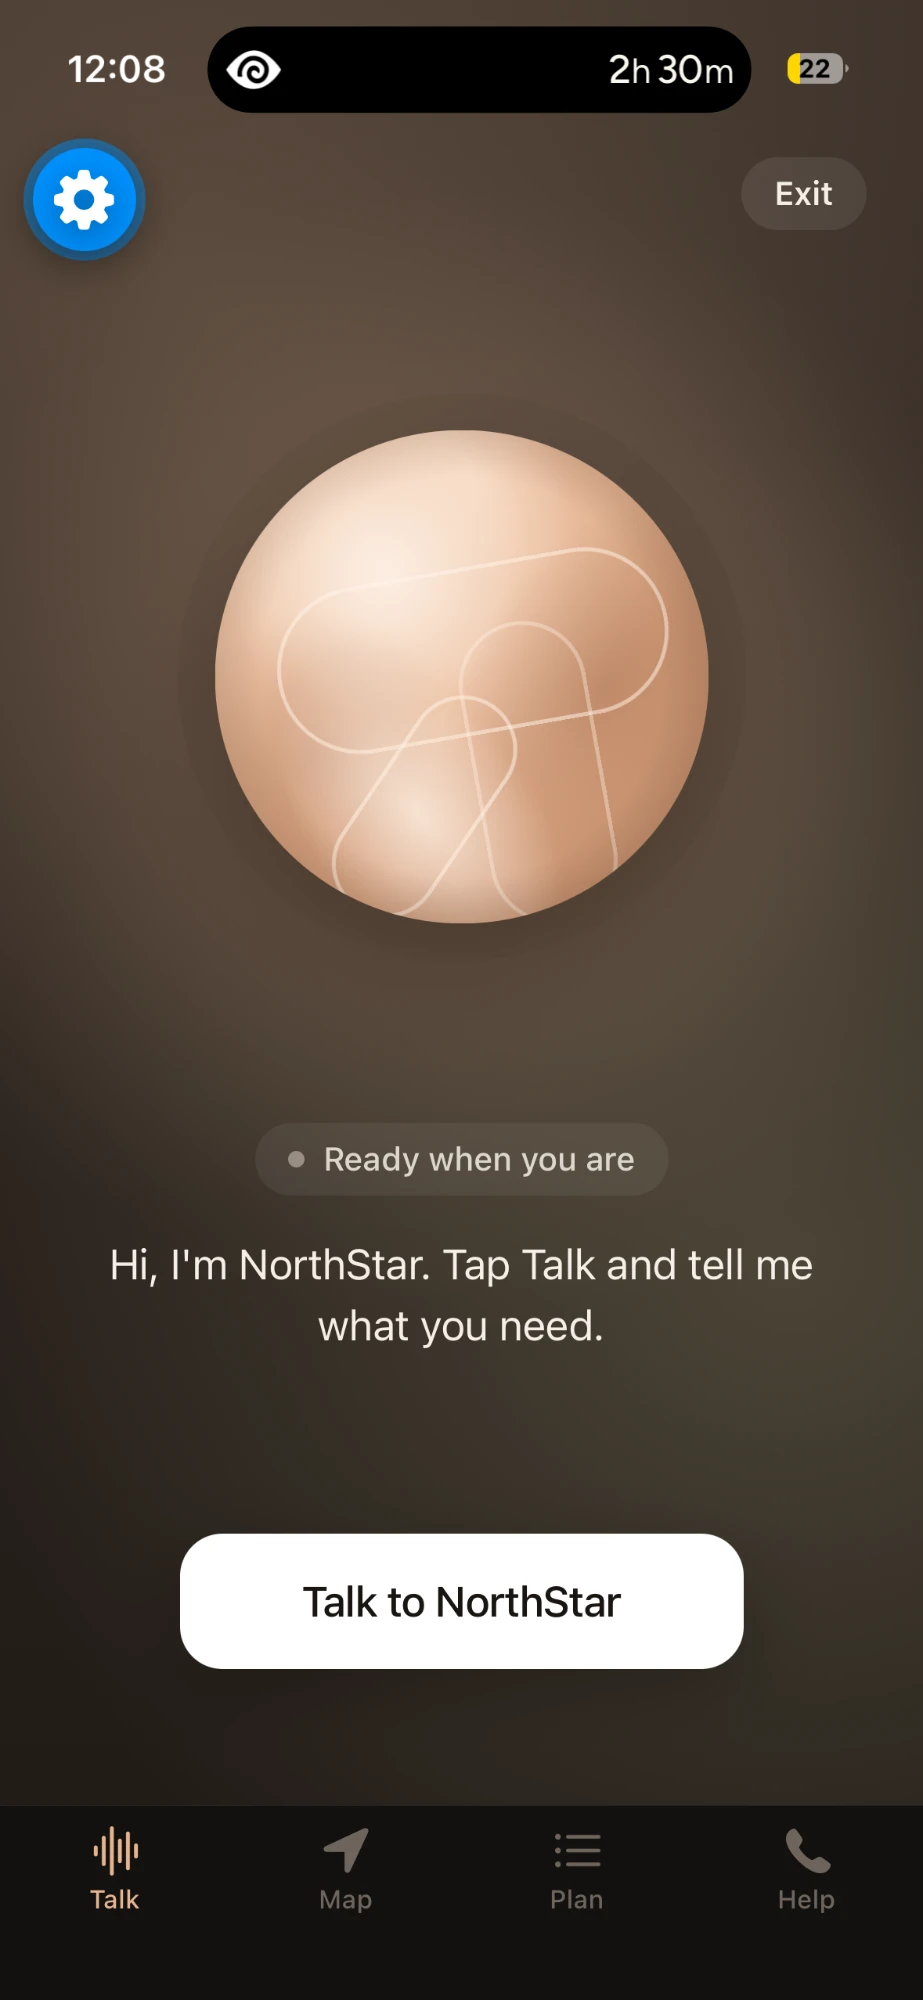 12:08
2h 30m
22
Exit
Ready when you are
Hi, I'm NorthStar. Tap Talk and tell me
what you need.
Talk to NorthStar
Talk
Map
Plan
Help